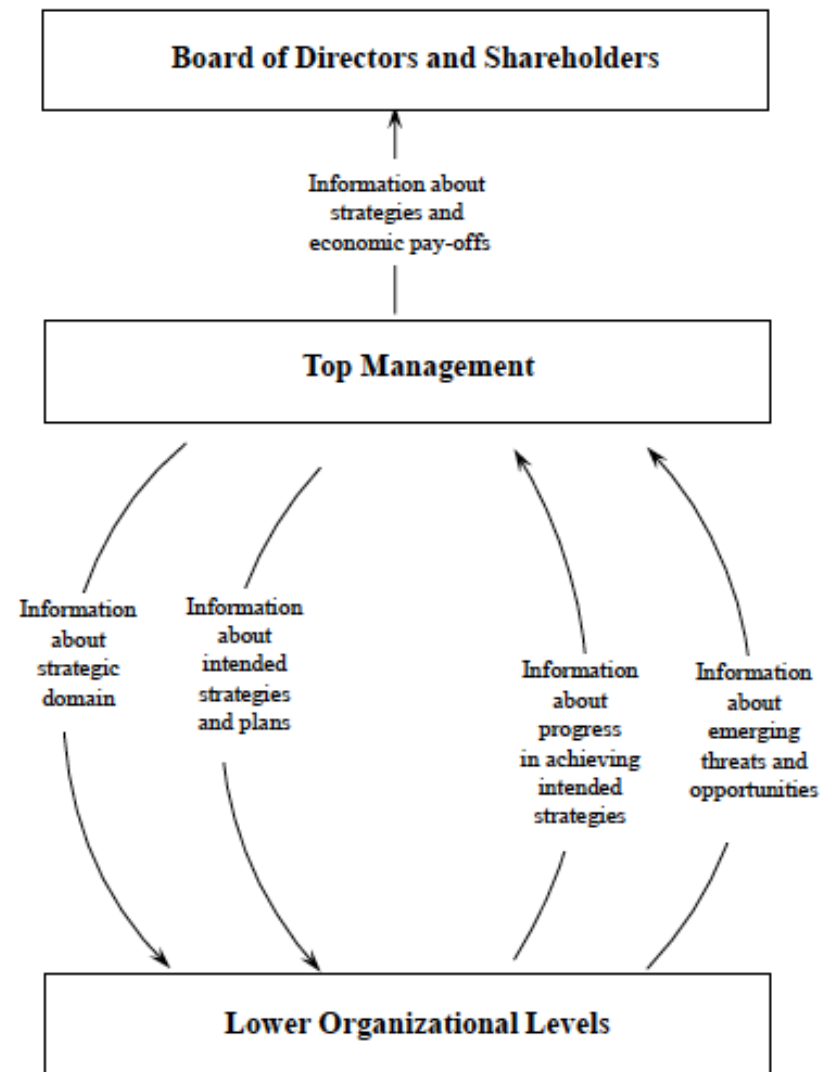 Board of Directors and Shareholders
Information about
strategies and
economic pay-offs
Top Management
Information
about
strategic
domain
Information
about
intended
strategies
and plans
Information
about
progress
in achieving
intended
strategies
Information
about
emerging
threats and
opportunities
Lower Organizational Levels